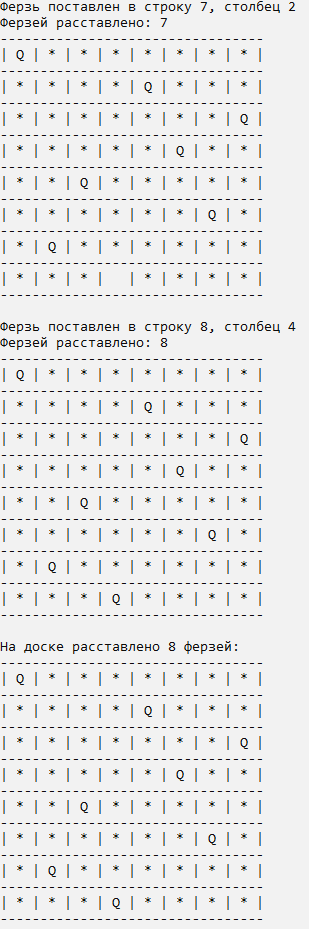 Ферзь поставлен в строку 7, столбец 2
Ферзей расставлено: 7
---------------------------------
| Q | * | * | * | * | * | * | * |
---------------------------------
| * | * | * | * | Q | * | * | * |
---------------------------------
| * | * | * | * | * | * | * | Q |
---------------------------------
| * | * | * | * | * | Q | * | * |
---------------------------------
| * | * | Q | * | * | * | * | * |
---------------------------------
| * | * | * | * | * | * | Q | * |
---------------------------------
| * | Q | * | * | * | * | * | * |
---------------------------------
| * | * | * |   | * | * | * | * |
---------------------------------
Ферзь поставлен в строку 8, столбец 4
Ферзей расставлено: 8
---------------------------------
| Q | * | * | * | * | * | * | * |
---------------------------------
| * | * | * | * | Q | * | * | * |
---------------------------------
| * | * | * | * | * | * | * | Q |
---------------------------------
| * | * | * | * | * | Q | * | * |
---------------------------------
| * | * | Q | * | * | * | * | * |
---------------------------------
| * | * | * | * | * | * | Q | * |
---------------------------------
| * | Q | * | * | * | * | * | * |
---------------------------------
| * | * | * | Q | * | * | * | * |
---------------------------------
На доске расставлено 8 ферзей:
---------------------------------
| Q | * | * | * | * | * | * | * |
---------------------------------
| * | * | * | * | Q | * | * | * |
---------------------------------
| * | * | * | * | * | * | * | Q |
---------------------------------
| * | * | * | * | * | Q | * | * |
---------------------------------
| * | * | Q | * | * | * | * | * |
---------------------------------
| * | * | * | * | * | * | Q | * |
---------------------------------
| * | Q | * | * | * | * | * | * |
---------------------------------
| * | * | * | Q | * | * | * | * |
---------------------------------